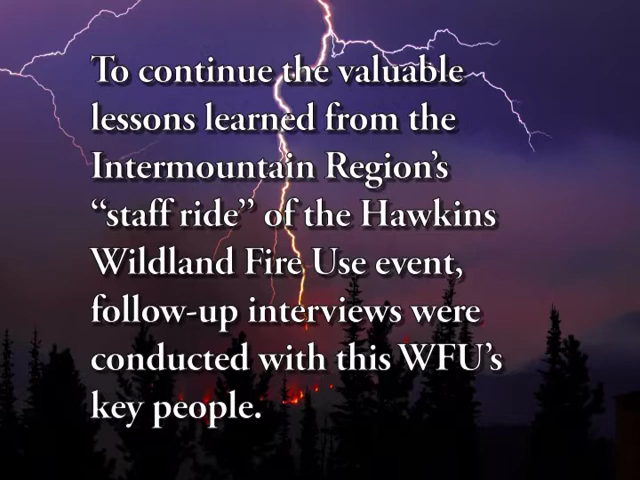 To continue the valuable
lessons learned from the
Intermountain Region’s
“staff ride” of the Hawkins
Wildland Fire Use event,
follow-up interviews were
conducted with this WFU’s
key people.